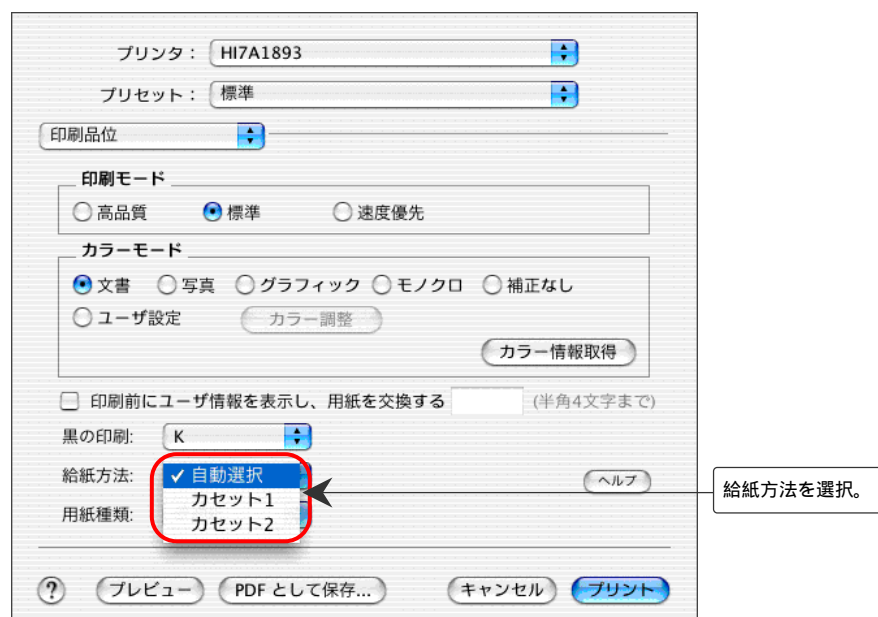 プリンタ： HI7A1893
プリセット： 標準
印刷品位
印刷モード
高品質 標準 速度優先
カラーモード
文書 写真 グラフィック モノクロ 補正なし
ユーザ設定 カラー調整
カラー情報取得
印刷前にユーザ情報を表示し、用紙を交換する (半角4文字まで)
黒の印刷: K
給紙方法: ✓ 自動選択 ヘルプ
カセット1
用紙種類: カセット2
給紙方法を選択。
? プレビュー PDF として保存... キャンセル プリント